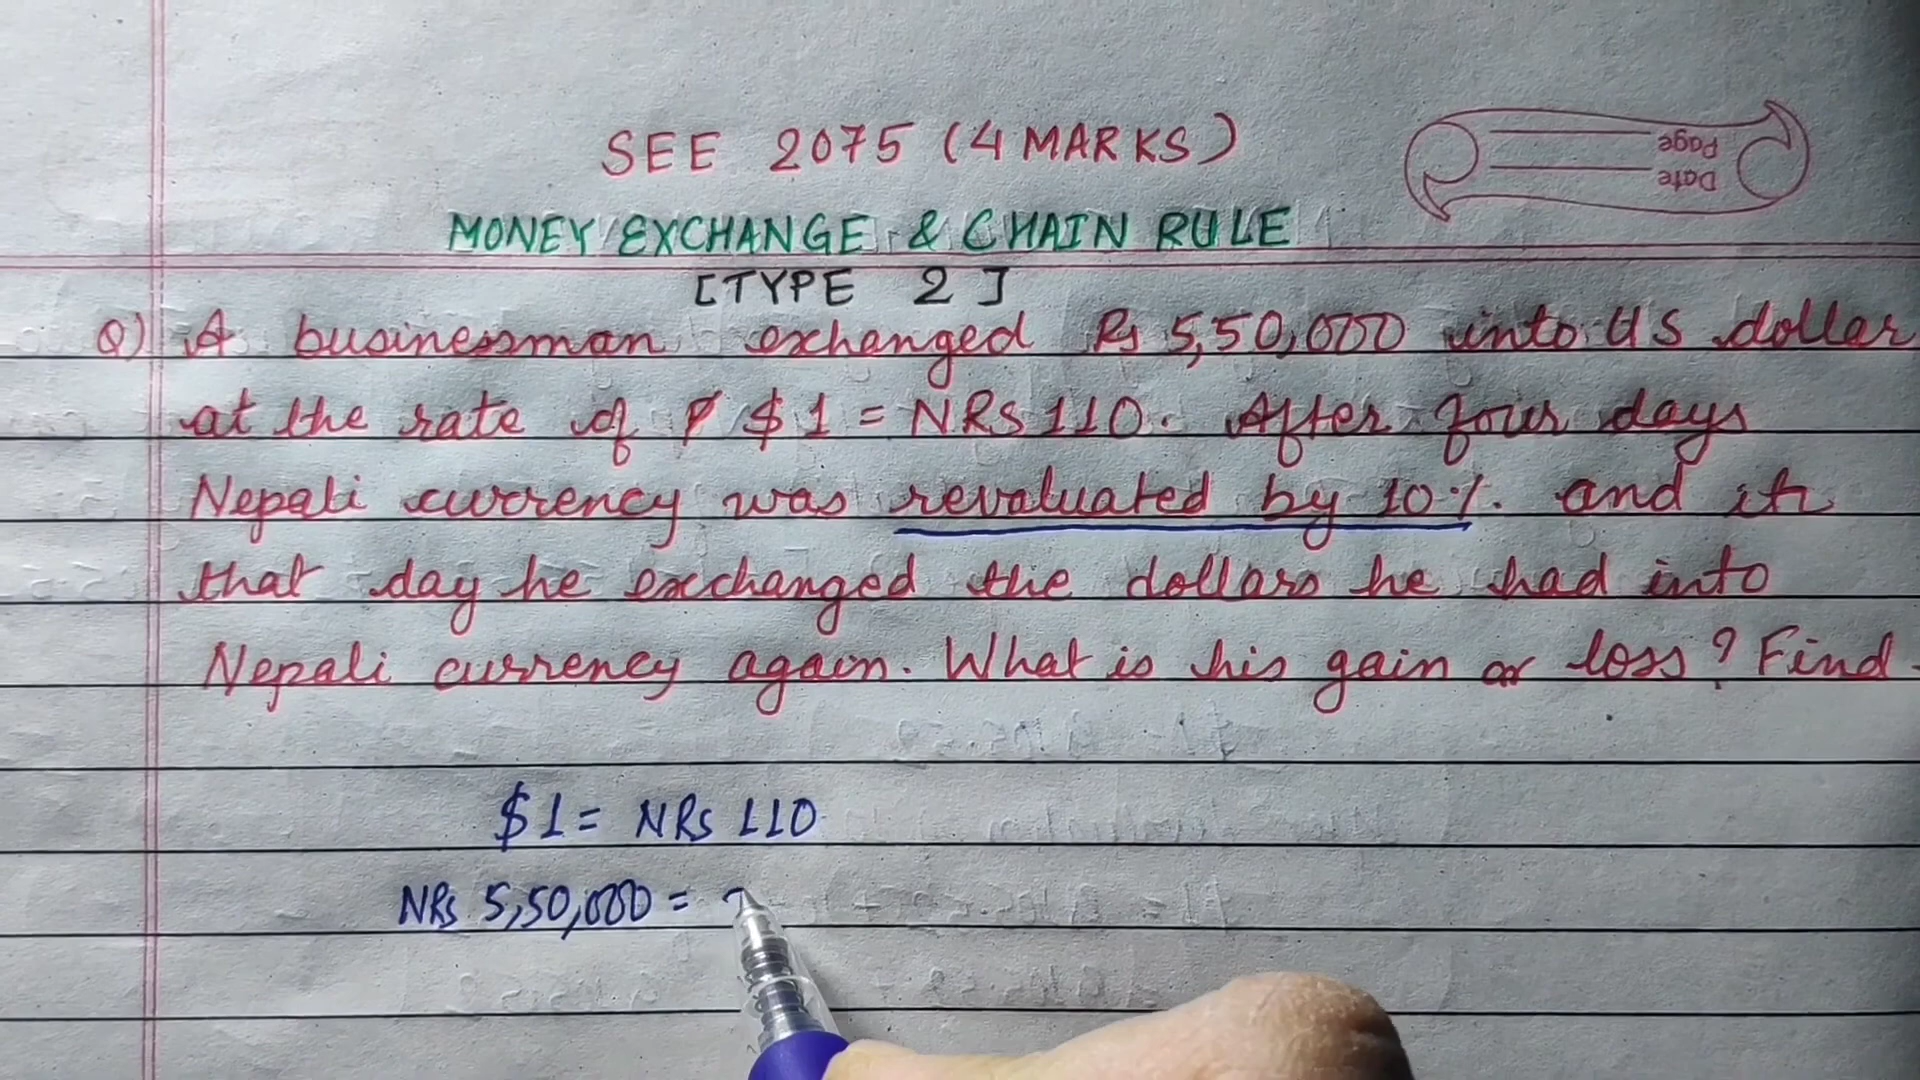 SEE 2075 (4 MARKS)
Page
Date
MONEY EXCHANGE & CHAIN RULE
[TYPE 2]
Q) A businessman exchanged Rs 5,50,000 into US dollar
at the rate of $ 1 = NRs 110. After four days
Nepali currency was revaluated by 10%. and in
that day he exchanged the dollars he had into
Nepali currency again. What is his gain or loss? Find.
$1 = NRs 110
NRs 5,50,000 =